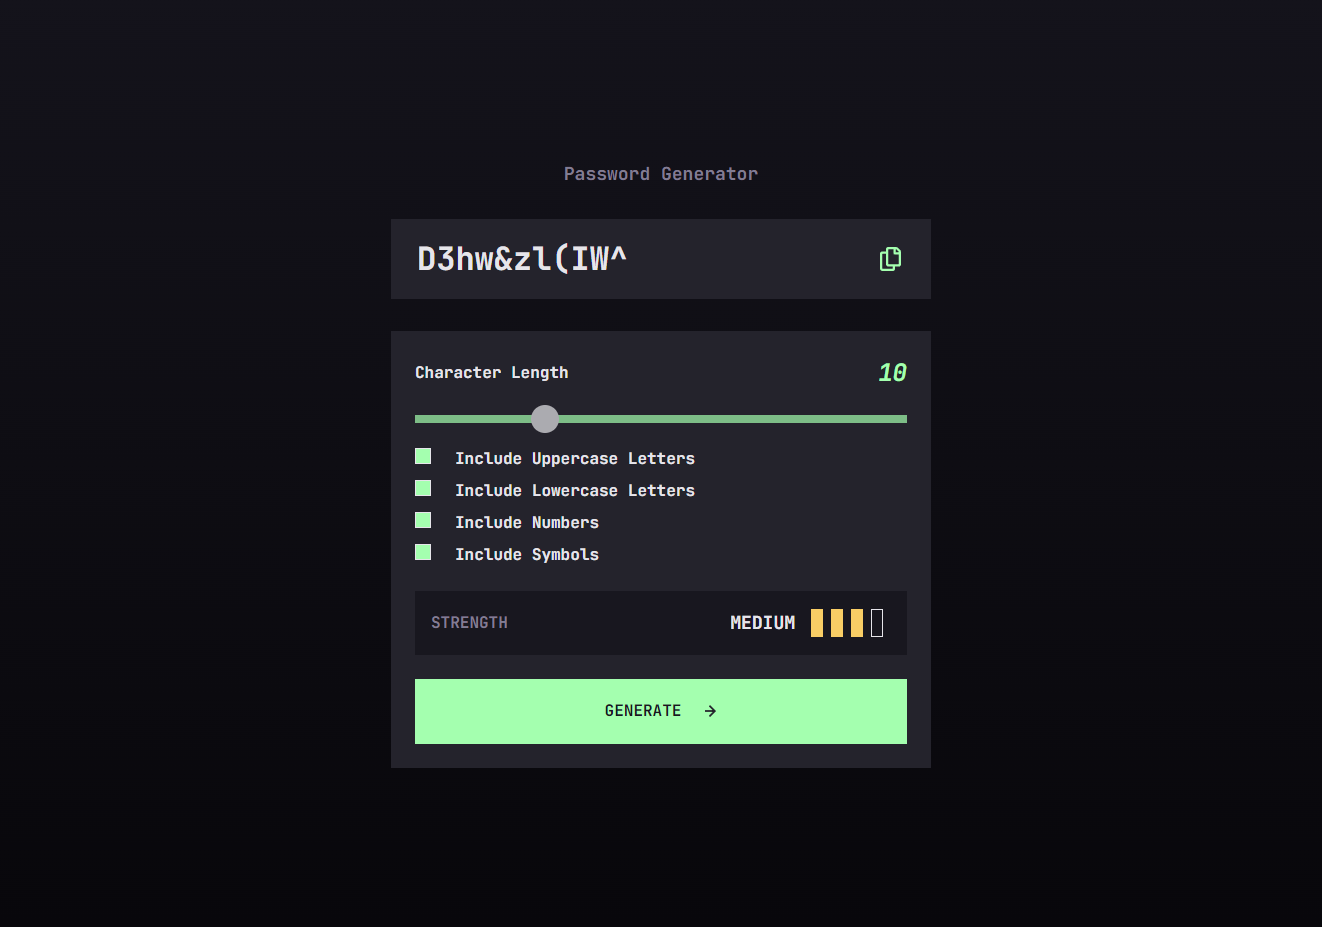 Password Generator
D3hw&zl(IW^
Character Length 10
Include Uppercase Letters
Include Lowercase Letters
Include Numbers
Include Symbols
STRENGTH MEDIUM
GENERATE →